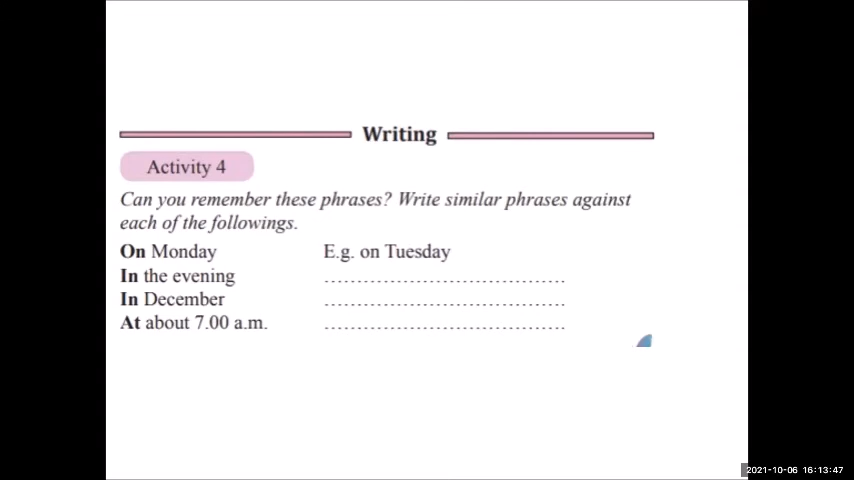 Writing
Activity 4
Can you remember these phrases? Write similar phrases against
each of the followings.
On Monday E.g. on Tuesday
In the evening ......................................
In December ......................................
At about 7.00 a.m. ......................................
2021-10-06 16:13:47